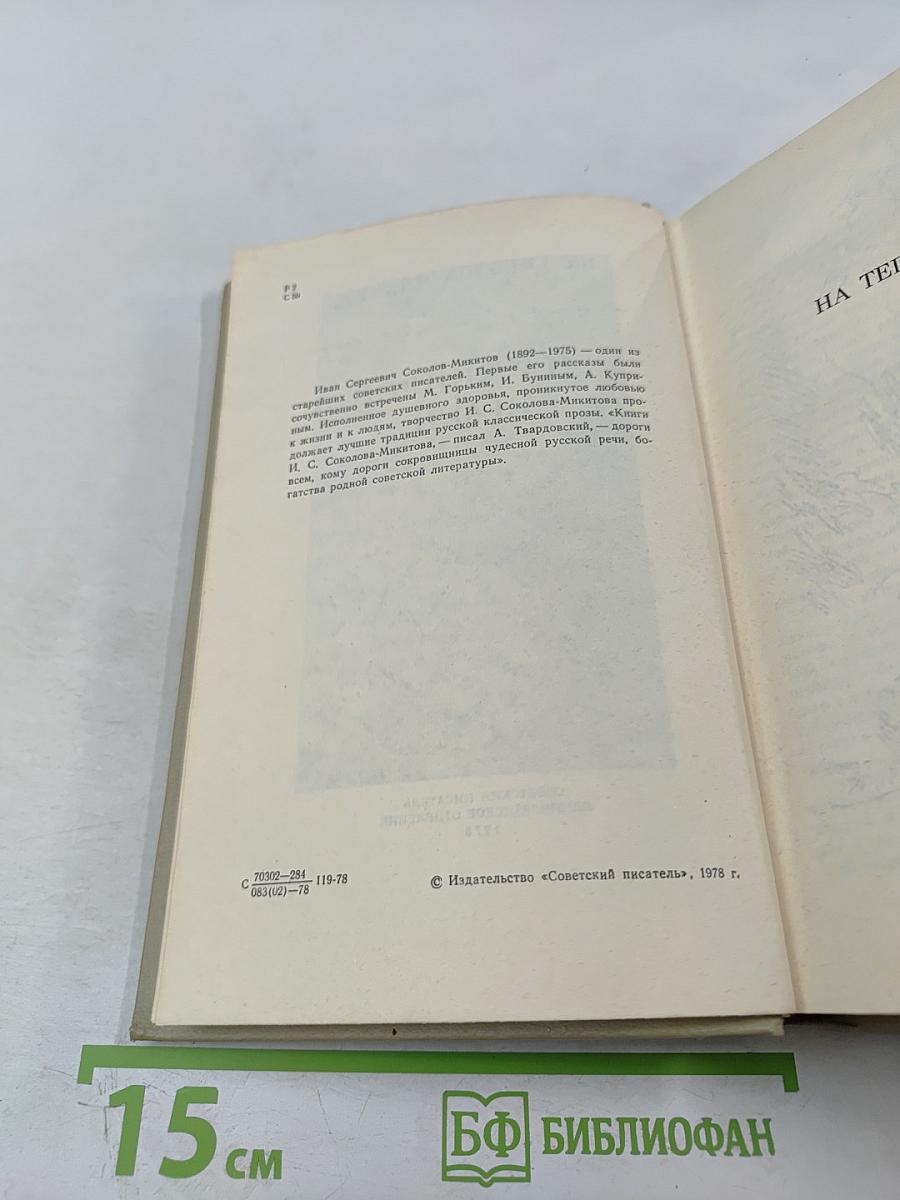 Р 2
С 59
Иван Сергеевич Соколов-Микитов (1892—1975) — один из
старейших советских писателей. Первые его рассказы были
сочувственно встречены М. Горьким, И. Буниным, А. Купри-
ным. Исполненное душевного здоровья, проникнутое любовью
к жизни и к людям, творчество И. С. Соколова-Микитова про-
должает лучшие традиции русской классической прозы. «Книги
И. С. Соколова-Микитова, — писал А. Твардовский, — дороги
всем, кому дороги сокровищницы чудесной русской речи, бо-
гатства родной советской литературы».
С 70302—284
083(02)—78 119-78
© Издательство «Советский писатель», 1978 г.
НА
15 см
БФ БИБЛИОФАН